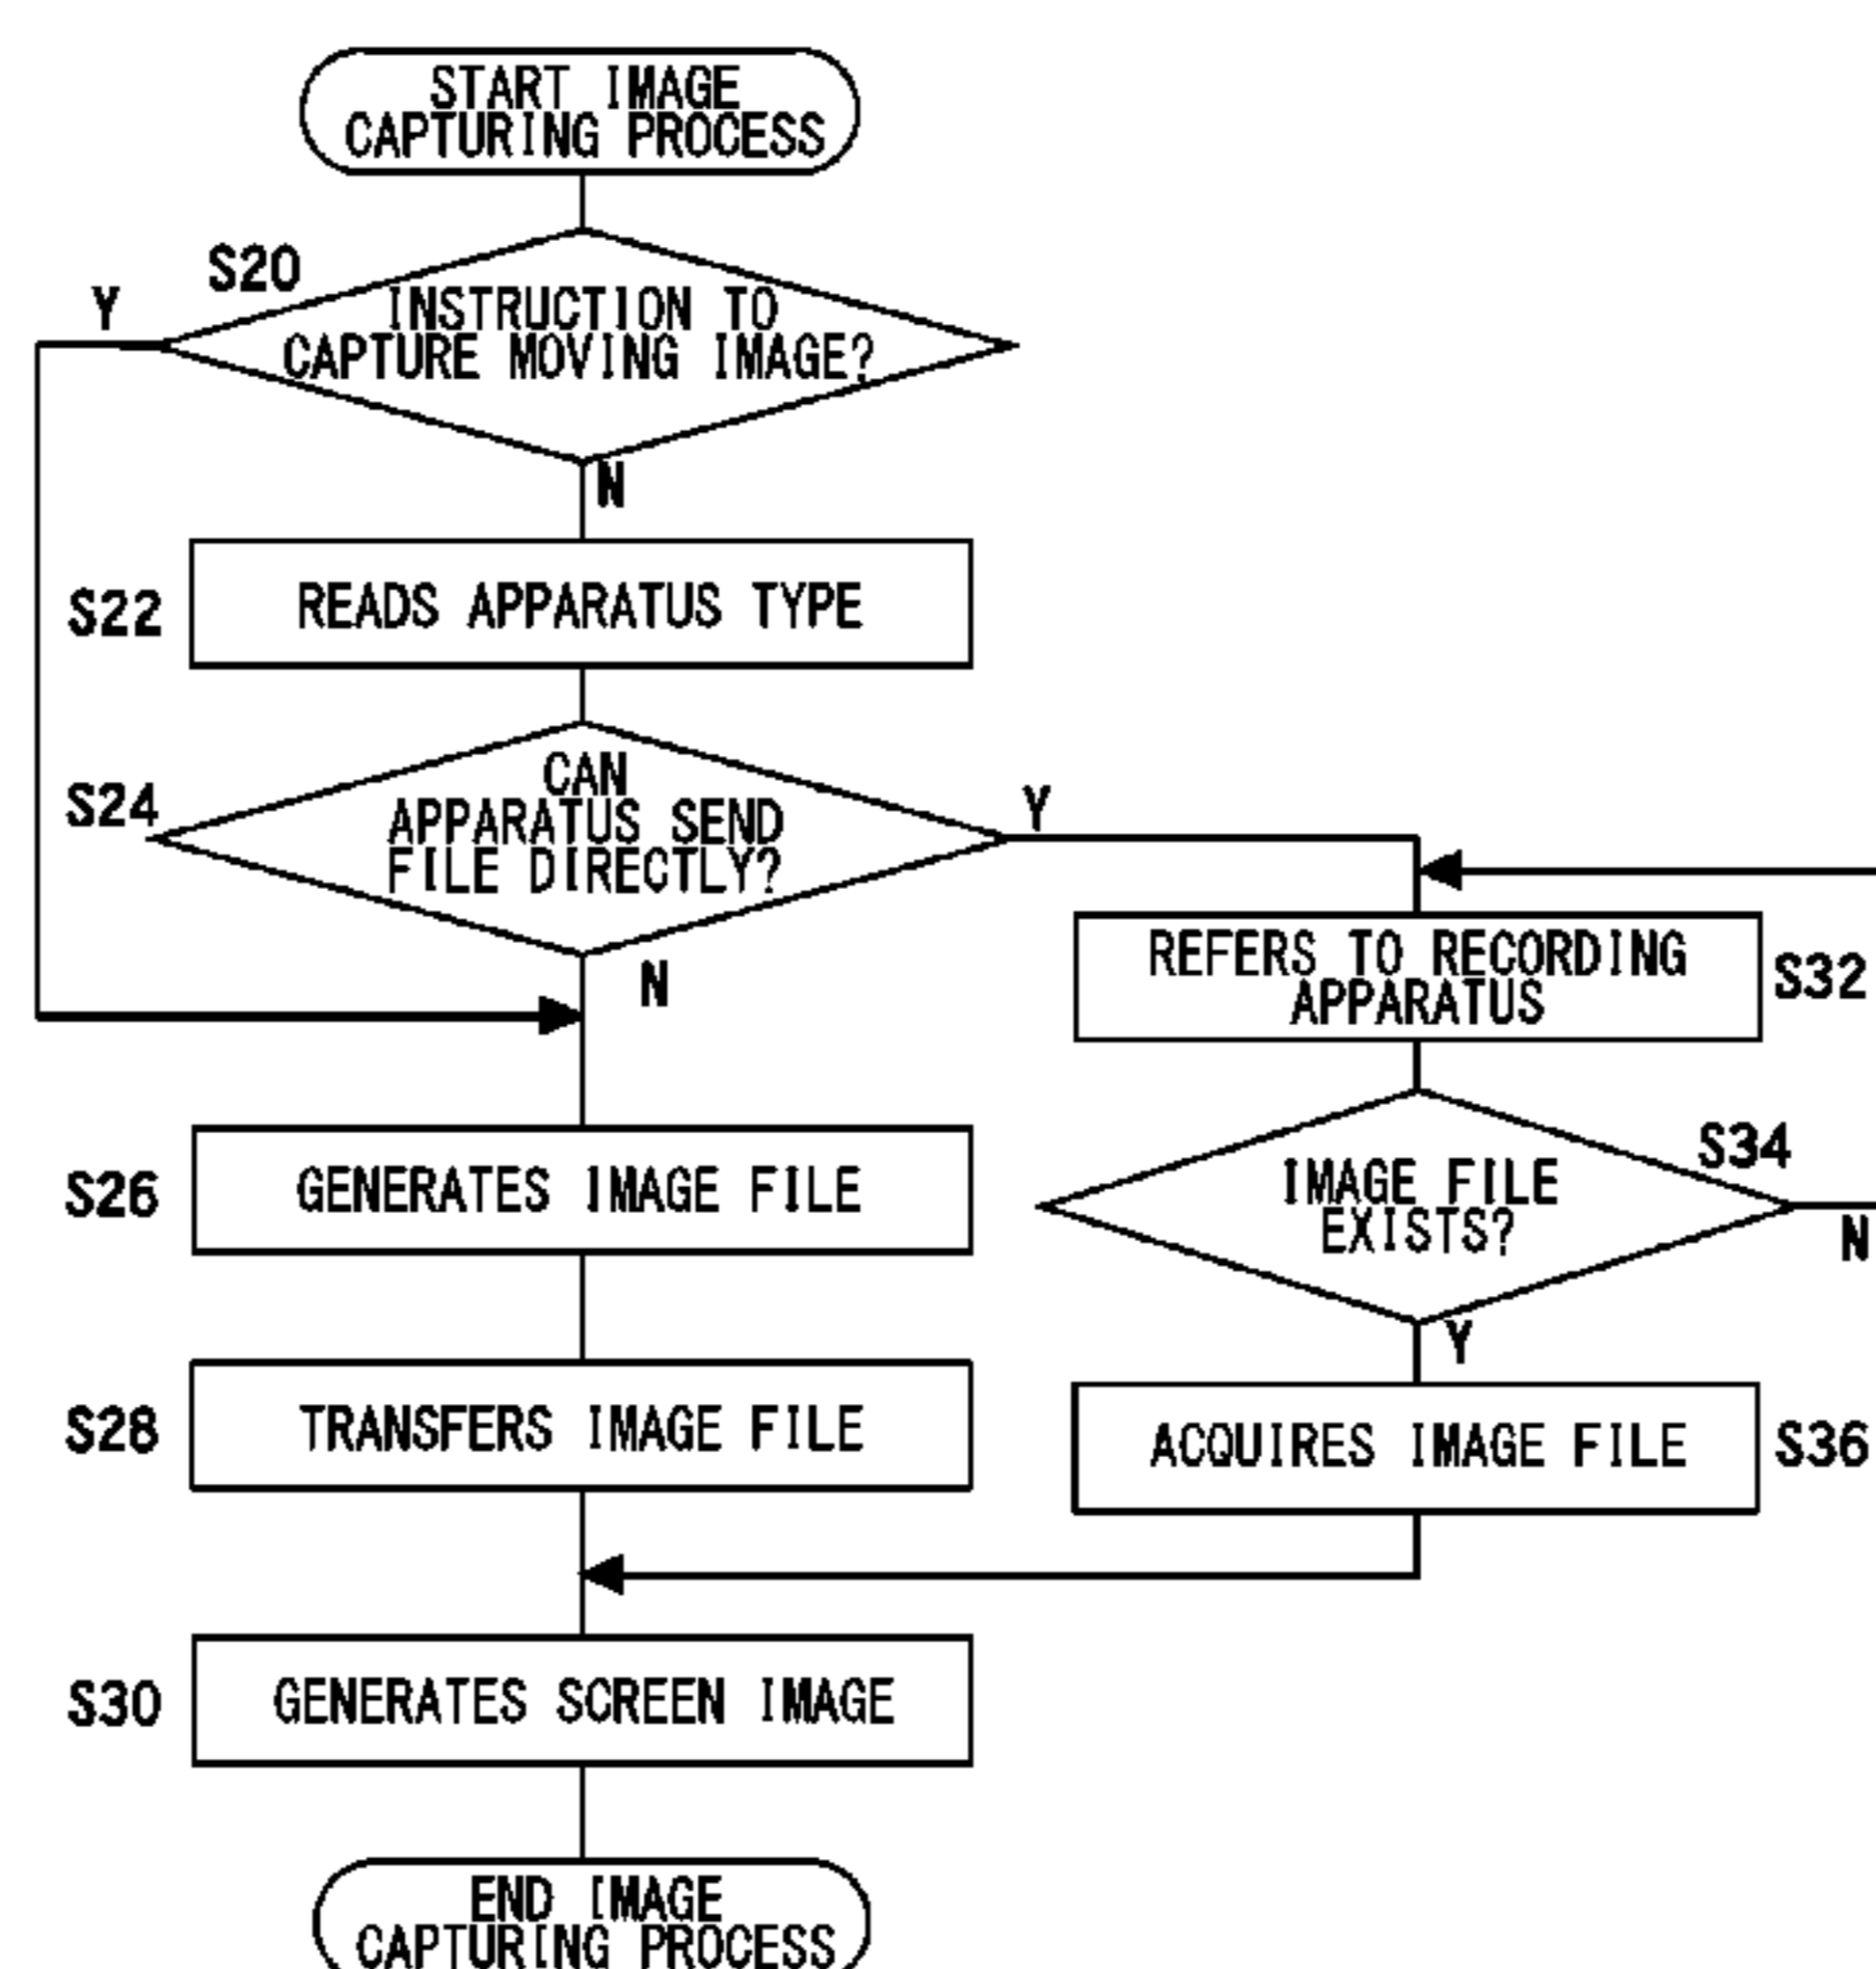 START IMAGE
CAPTURING PROCESS
S20
Y
INSTRUCTION TO
CAPTURE MOVING IMAGE?
N
S22
READS APPARATUS TYPE
S24
CAN
APPARATUS SEND
FILE DIRECTLY?
Y
N
REFERS TO RECORDING
APPARATUS
S32
S26
GENERATES IMAGE FILE
S34
IMAGE FILE
EXISTS?
N
Y
S28
TRANSFERS IMAGE FILE
ACQUIRES IMAGE FILE
S36
S30
GENERATES SCREEN IMAGE
END IMAGE
CAPTURING PROCESS